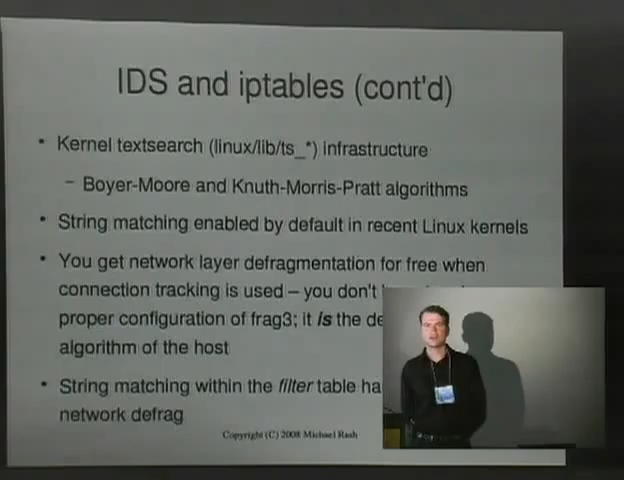 IDS and iptables (cont'd)
• Kernel textsearch (linux/lib/ts_*) infrastructure
– Boyer-Moore and Knuth-Morris-Pratt algorithms
• String matching enabled by default in recent Linux kernels
• You get network layer defragmentation for free when
connection tracking is used – you don't
proper configuration of frag3; it is the
algorithm of the host
• String matching within the filter table
network defrag
Copyright (C) 2008 Michael Rash